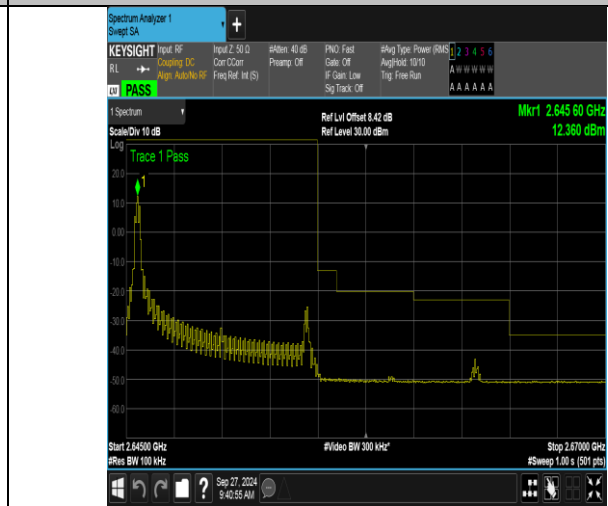 Spectrum Analyzer 1
Swept SA
+
KEYSIGHT Input: RF Input Z: 50 Ω #Atten: 40 dB PNO: Fast #Avg Type: Power (RMS 1 2 3 4 5 6
RL Coupling: DC Corr CCorr Preamp: Off Gate: Off Avg|Hold: 10/10 A W W W W W
Align: Auto/No RF Freq Ref: Int (S) IF Gain: Low Trig: Free Run
PASS Sig Track: Off A A A A A A
1 Spectrum
Ref Lvl Offset 8.42 dB Mkr1 2.645 60 GHz
Scale/Div 10 dB Ref Level 30.00 dBm 12.360 dBm
Log
Trace 1 Pass
20.0
1
10.0
0.00
-10.0
-20.0
-30.0
-40.0
-50.0
-60.0
Start 2.64500 GHz #Video BW 300 kHz* Stop 2.67000 GHz
#Res BW 100 kHz #Sweep 1.00 s (501 pts)
? Sep 27, 2024
9:40:55 AM